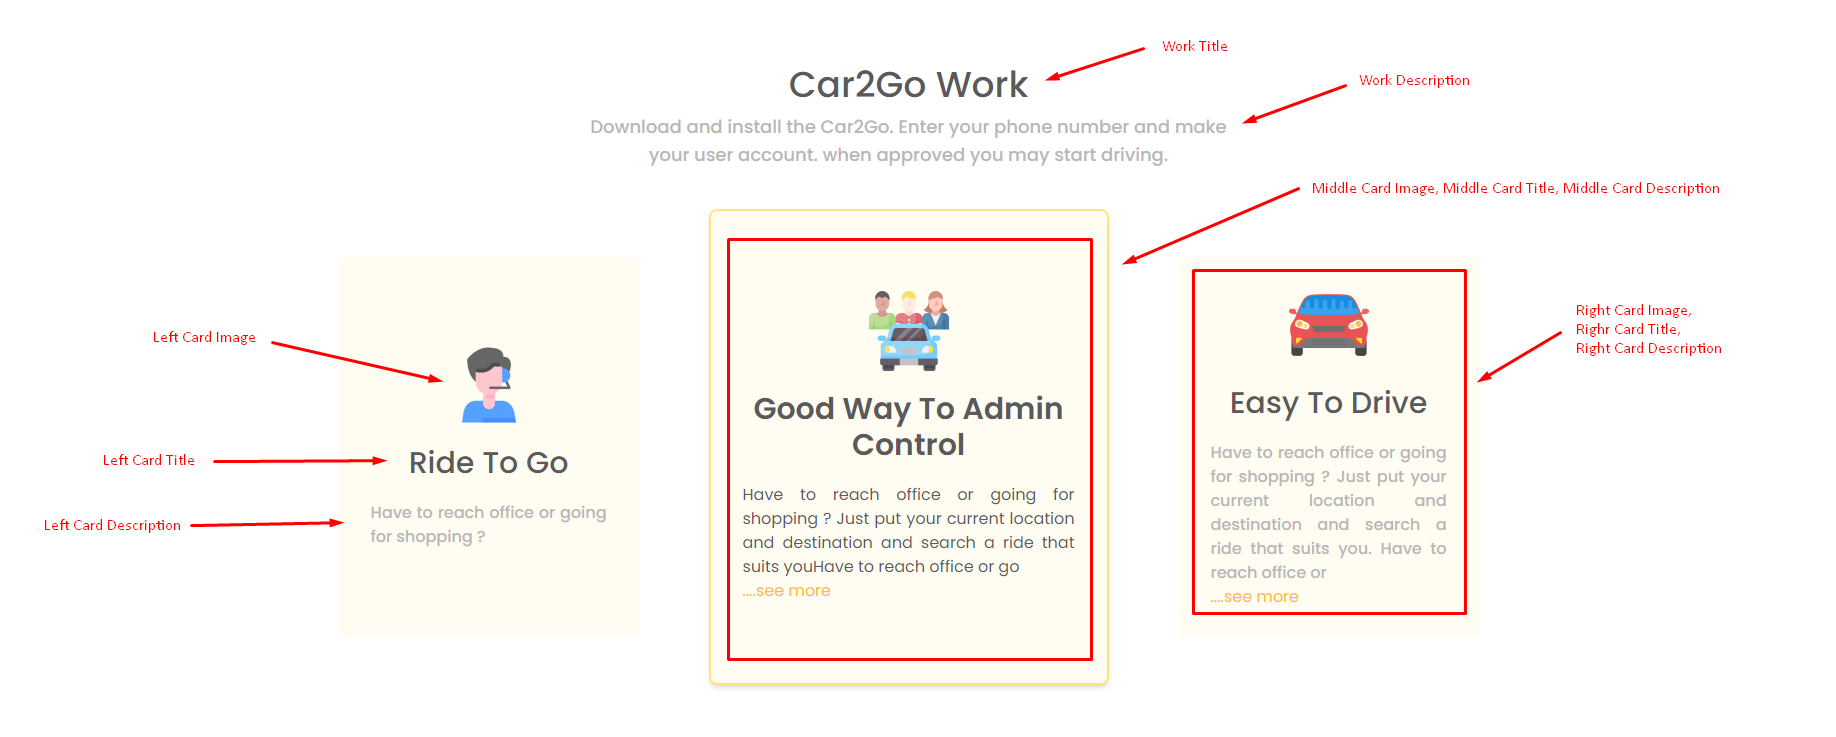 Work Title
Car2Go Work
Work Description
Download and install the Car2Go. Enter your phone number and make
your user account. when approved you may start driving.
Middle Card Image, Middle Card Title, Middle Card Description
Left Card Image
Left Card Title
Ride To Go
Left Card Description
Have to reach office or going
for shopping ?
Good Way To Admin
Control
Have to reach office or going for
shopping ? Just put your current location
and destination and search a ride that
suits youHave to reach office or go
....see more
Right Card Image,
Righr Card Title,
Right Card Description
Easy To Drive
Have to reach office or going
for shopping ? Just put your
current location and
destination and search a
ride that suits you. Have to
reach office or
....see more